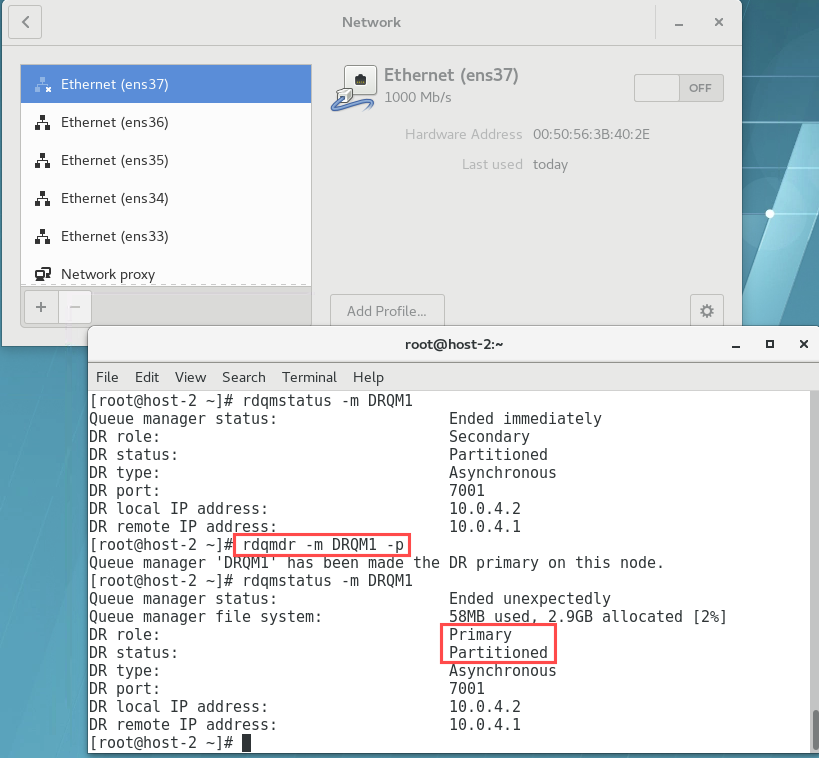 Network
Ethernet (ens37)
Ethernet (ens36)
Ethernet (ens35)
Ethernet (ens34)
Ethernet (ens33)
Network proxy
Ethernet (ens37)
1000 Mb/s
OFF
Hardware Address 00:50:56:3B:40:2E
Last used today
Add Profile...
root@host-2:~
File Edit View Search Terminal Help
[root@host-2 ~]# rdqmstatus -m DRQM1
Queue manager status: Ended immediately
DR role: Secondary
DR status: Partitioned
DR type: Asynchronous
DR port: 7001
DR local IP address: 10.0.4.2
DR remote IP address: 10.0.4.1
[root@host-2 ~]# rdqmdr -m DRQM1 -p
Queue manager 'DRQM1' has been made the DR primary on this node.
[root@host-2 ~]# rdqmstatus -m DRQM1
Queue manager status: Ended unexpectedly
Queue manager file system: 58MB used, 2.9GB allocated [2%]
DR role: Primary
DR status: Partitioned
DR type: Asynchronous
DR port: 7001
DR local IP address: 10.0.4.2
DR remote IP address: 10.0.4.1
[root@host-2 ~]#